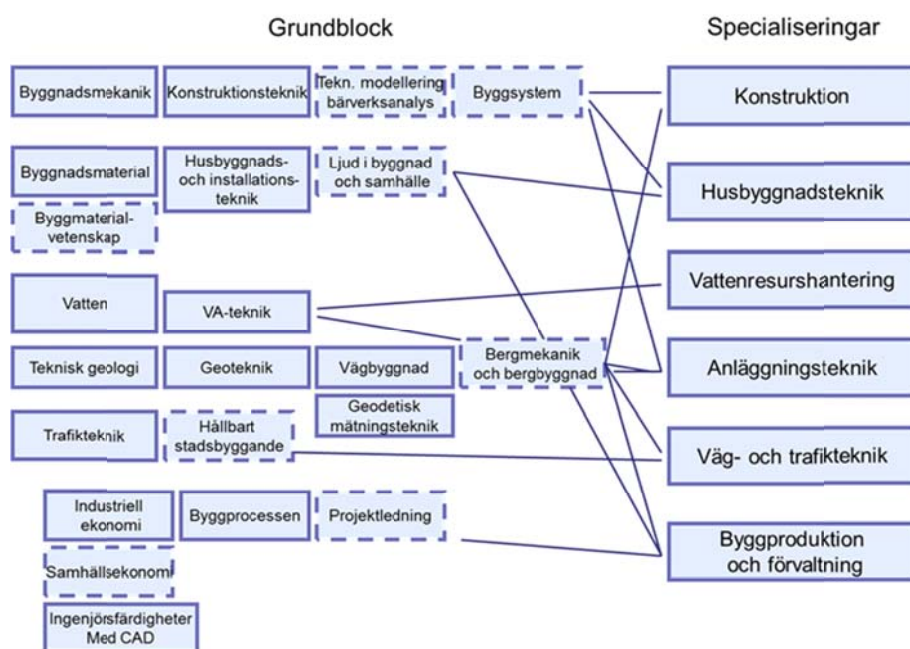 Grundblock
Specialiseringar
Byggnadsmekanik
Konstruktionsteknik
Tekn. modellering
bärverksanalys
Byggsystem
Konstruktion
Byggnadsmaterial
Husbyggnads-
och installations-
teknik
Ljud i byggnad
och samhälle
Husbyggnadsteknik
Byggmaterial-
vetenskap
Vatten
VA-teknik
Vattenresurshantering
Teknisk geologi
Geoteknik
Vägbyggnad
Bergmekanik
och bergbyggnad
Anläggningsteknik
Geodetisk
mätningsteknik
Trafikteknik
Hållbart
stadsbyggande
Väg- och trafikteknik
Industriell
ekonomi
Byggprocessen
Projektledning
Byggproduktion
och förvaltning
Samhällsekonomi
Ingenjörsfärdigheter
Med CAD